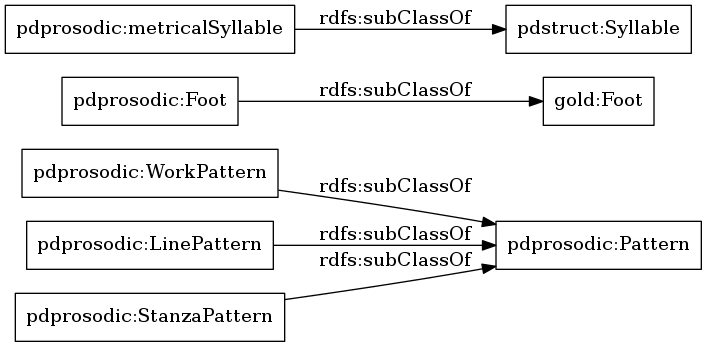 pdprosodic:metricalSyllable
rdfs:subClassOf
pdstruct:Syllable
pdprosodic:Foot
rdfs:subClassOf
gold:Foot
pdprosodic:WorkPattern
rdfs:subClassOf
pdprosodic:LinePattern
rdfs:subClassOf
pdprosodic:Pattern
rdfs:subClassOf
pdprosodic:StanzaPattern